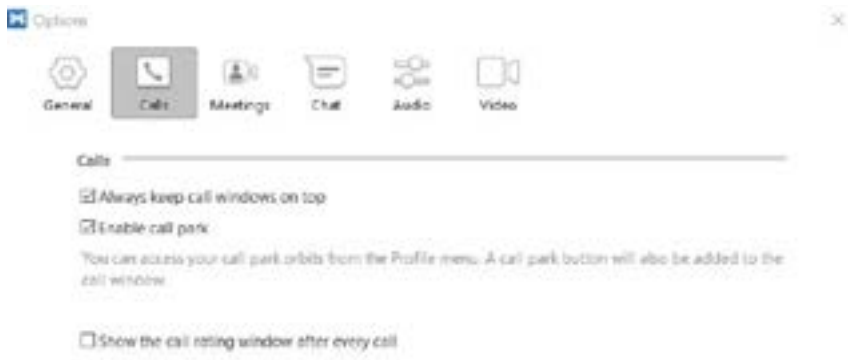 Options
General Calls Meetings Chat Audio Video
Calls
Always keep call windows on top
Enable call park
You can access your call park orbits from the Profile menu. A call park button will also be added to the
call window.
Show the call rating window after every call